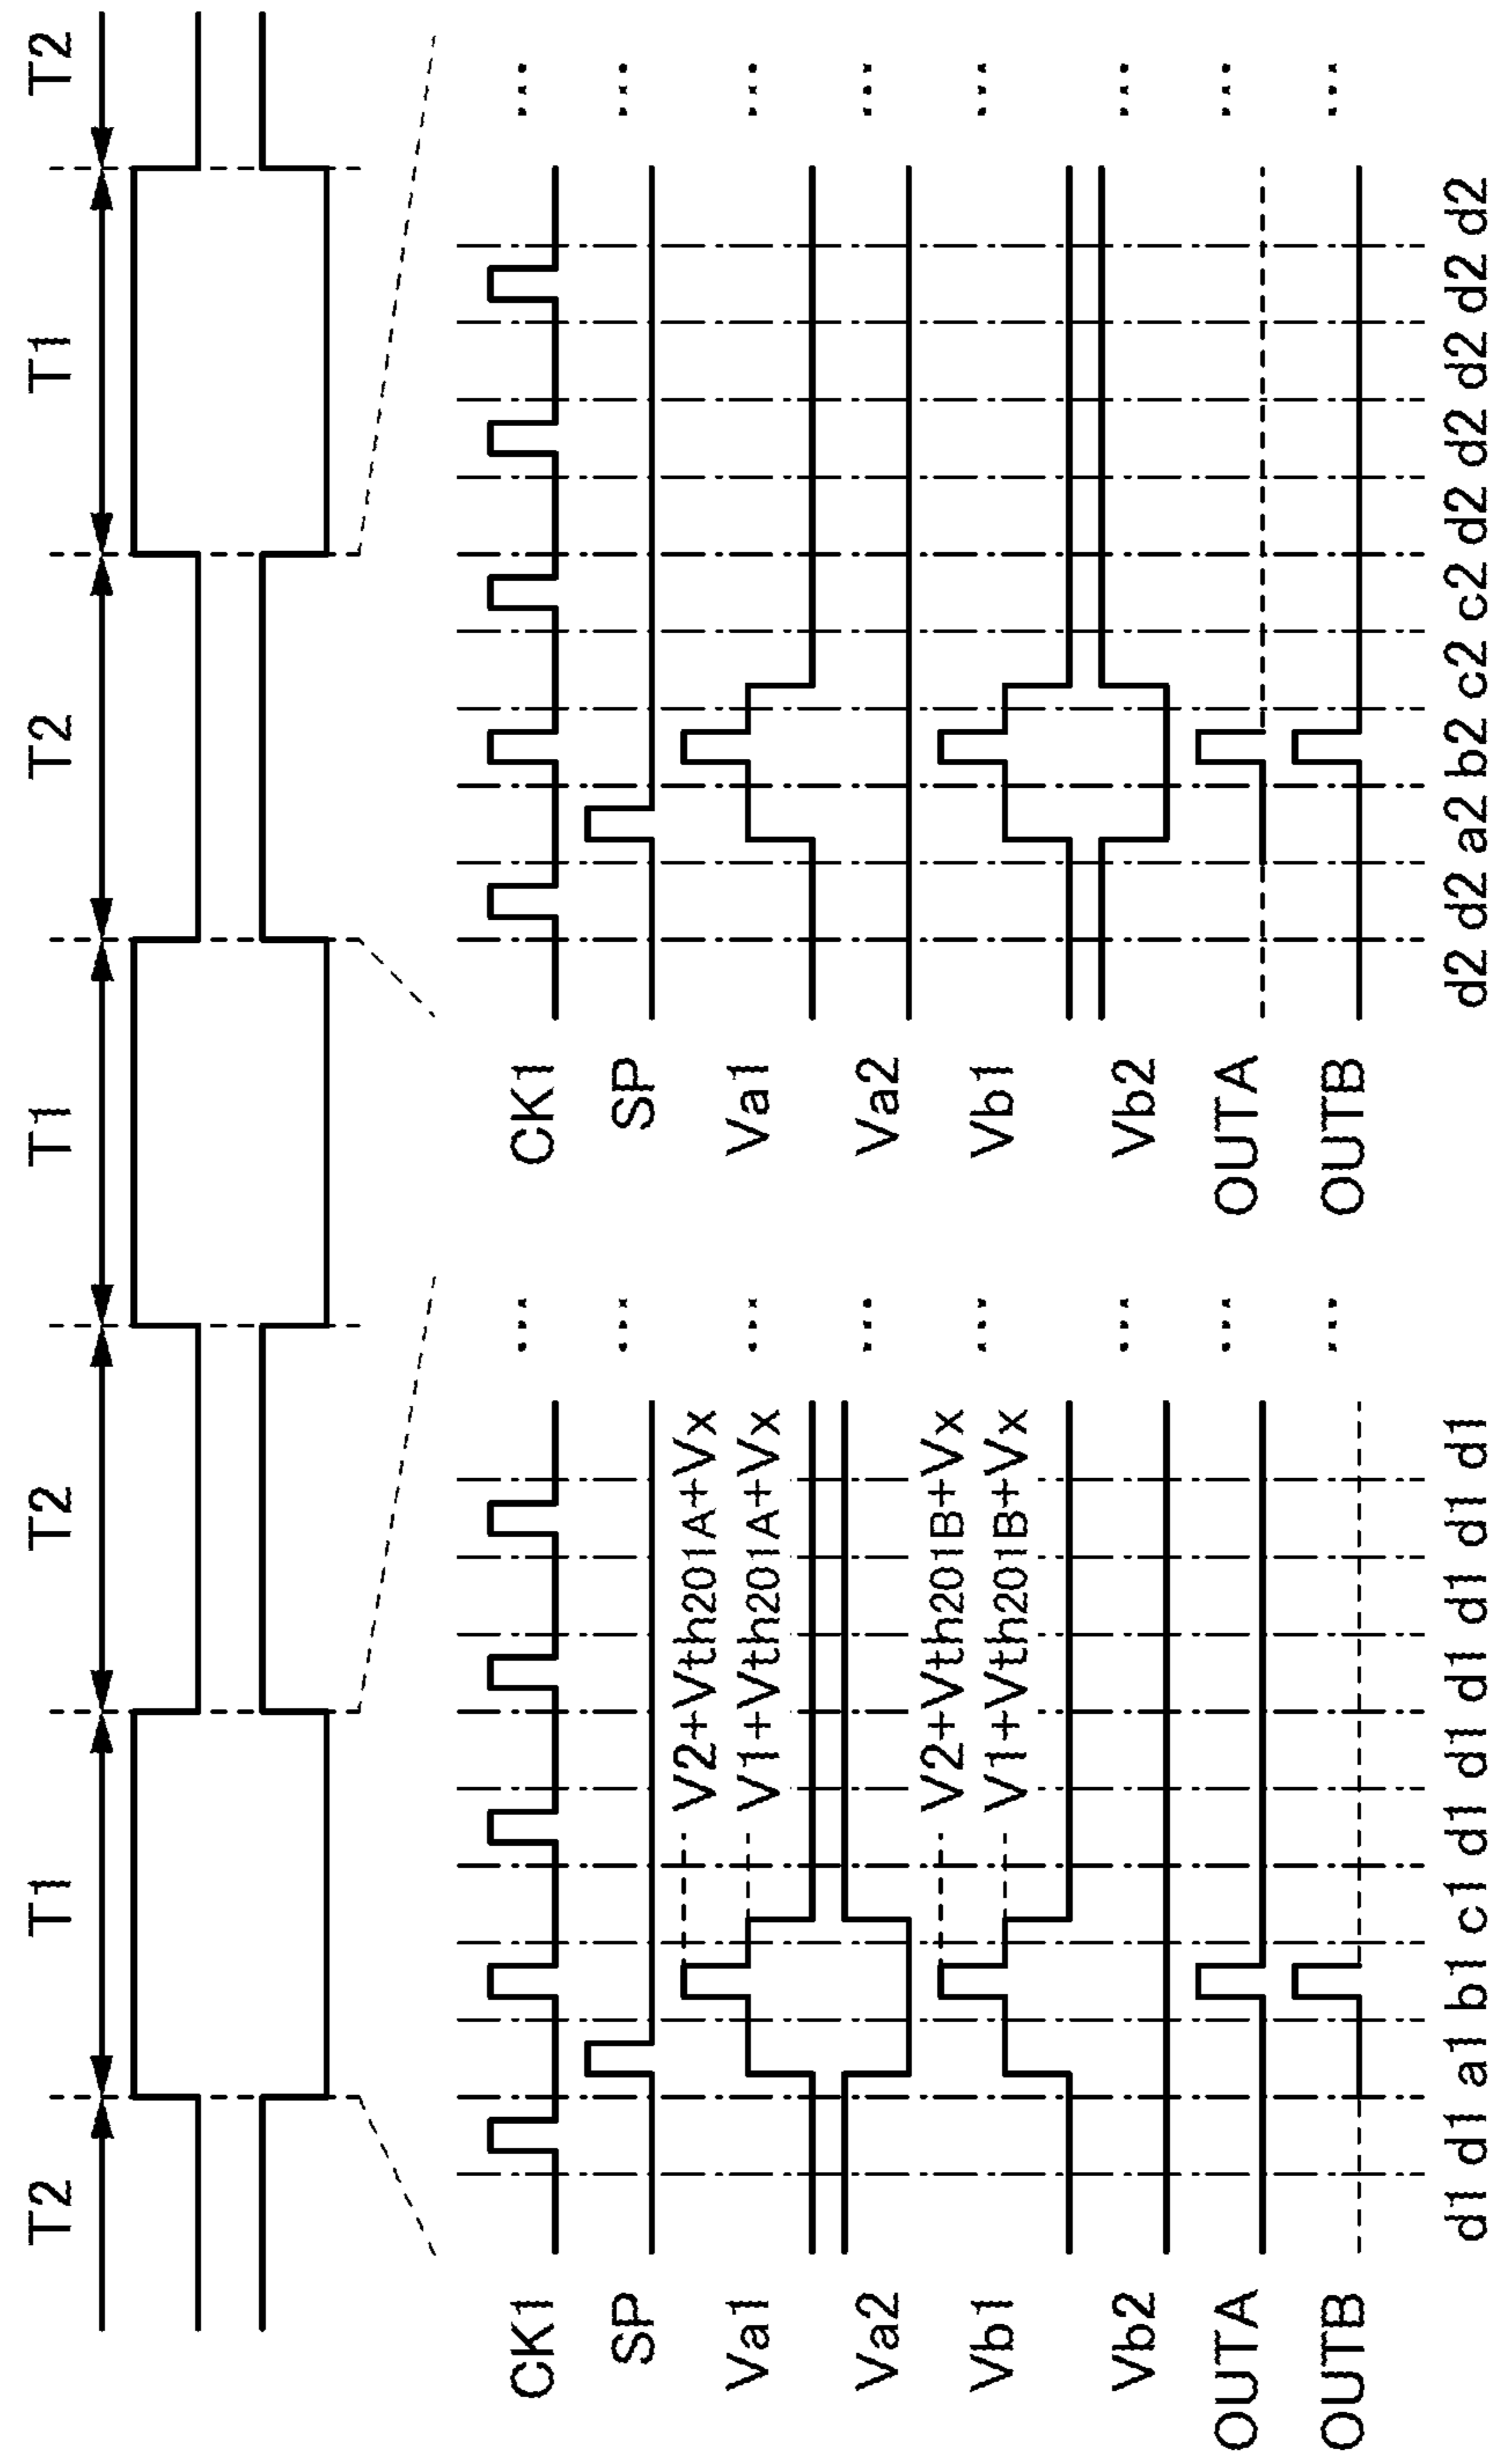 T2 T1 T2 T1 T2 T1 T2
CK1 ...
SP ...
V2+Vth201A+Vx
Va1 ...
V1+Vth201A+Vx
Va2 ...
V2+Vth201B+Vx
Vb1 ...
V1+Vth201B+Vx
Vb2 ...
OUTA ...
OUTB ...
d1 d1 a1 b1 c1 d1 d1 d1 d1 d1 d1
CK1 ...
SP ...
Va1 ...
Va2 ...
Vb1 ...
Vb2 ...
OUTA ...
OUTB ...
d2 d2 a2 b2 c2 c2 d2 d2 d2 d2 d2